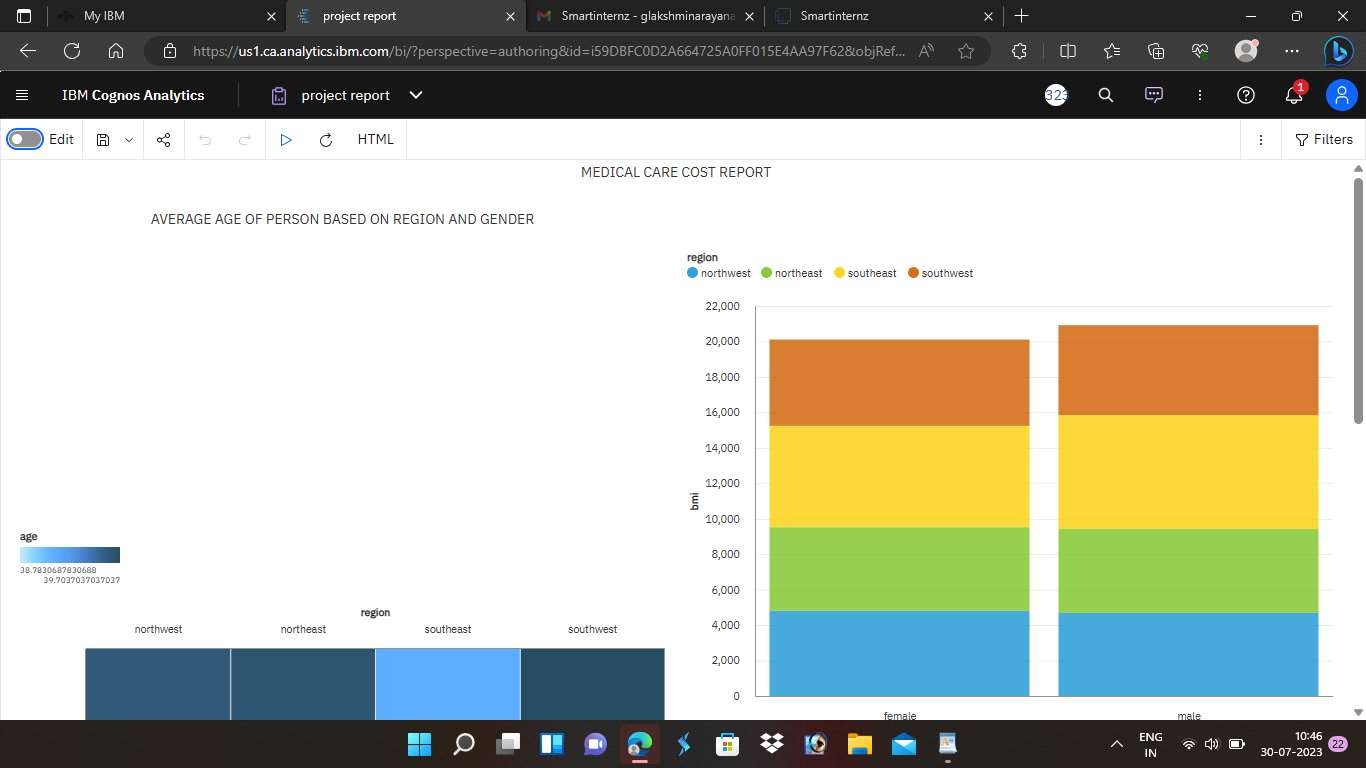 My IBM
project report
Smartinternz - glakshminarayana
Smartinternz
https://us1.ca.analytics.ibm.com/bi/?perspective=authoring&id=i59DBFC0D2A664725A0FF015E4AA97F62&objRef...
IBM Cognos Analytics
project report
323
1
Edit
HTML
Filters
MEDICAL CARE COST REPORT
AVERAGE AGE OF PERSON BASED ON REGION AND GENDER
region
northwest northeast southeast southwest
22,000
20,000
18,000
16,000
14,000
12,000
10,000
8,000
6,000
4,000
2,000
0
bmi
female male
age
38.7830687830688
39.7037037037037
region
northwest northeast southeast southwest
ENG
IN
10:46
30-07-2023
22